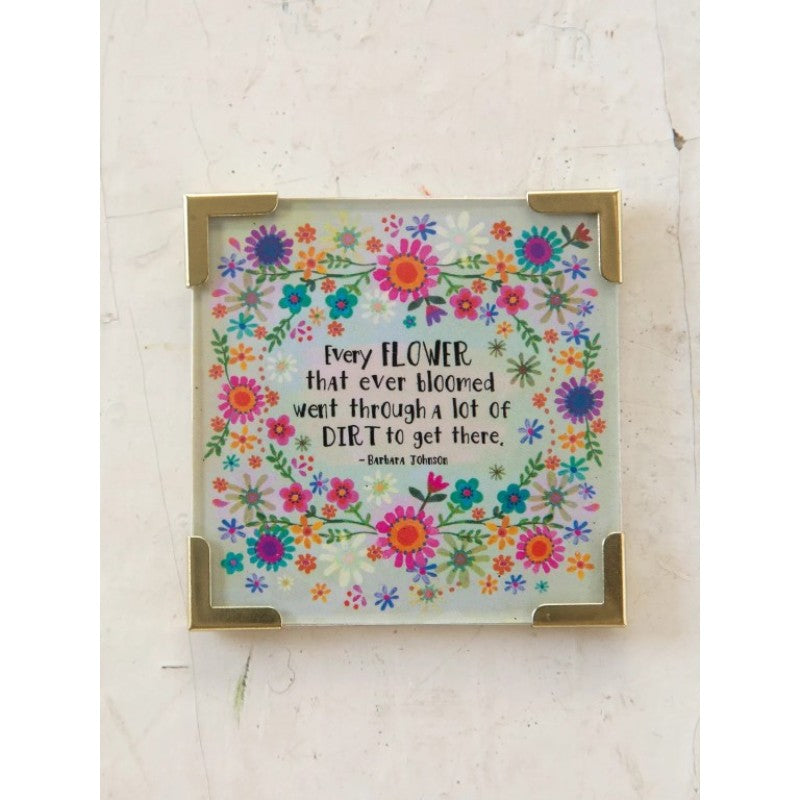 Every FLOWER
that ever bloomed
went through A lot of
DIRT to get there.
-Barbara Johnson